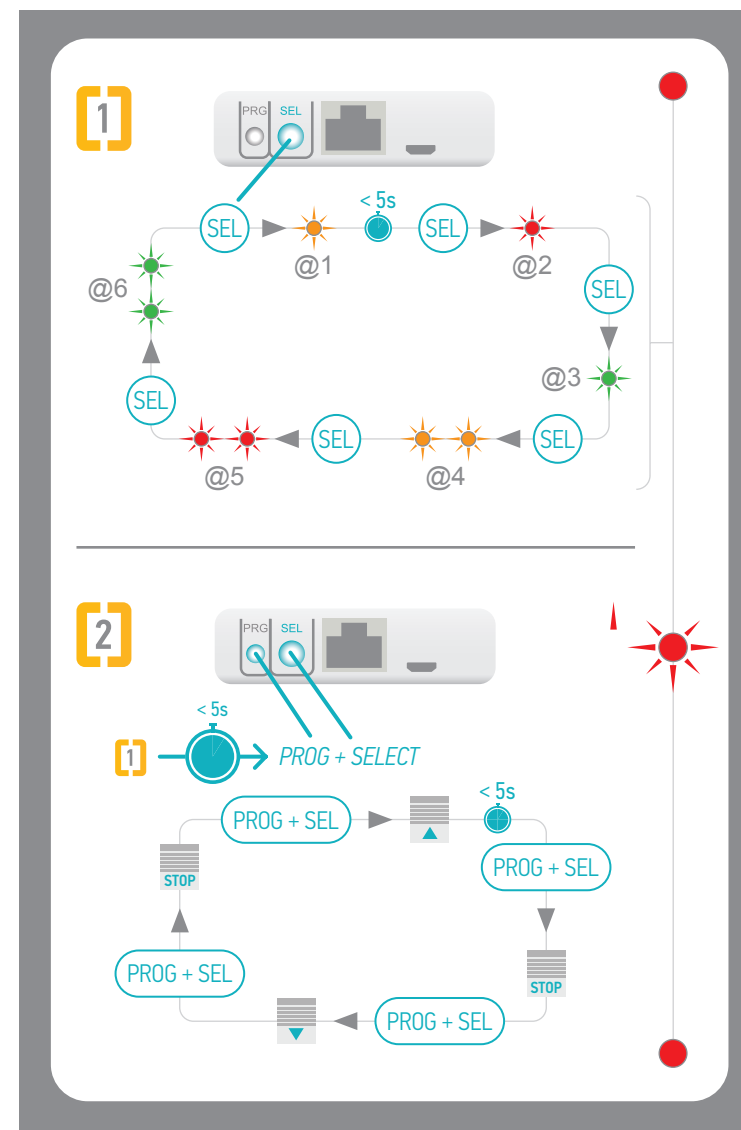 1
PRG SEL
< 5s
SEL
SEL
@1
@2
@6
SEL
@3
SEL
SEL
SEL
@5
@4
2
PRG SEL
< 5s
1
PROG + SELECT
< 5s
PROG + SEL
PROG + SEL
STOP
PROG + SEL
STOP
PROG + SEL